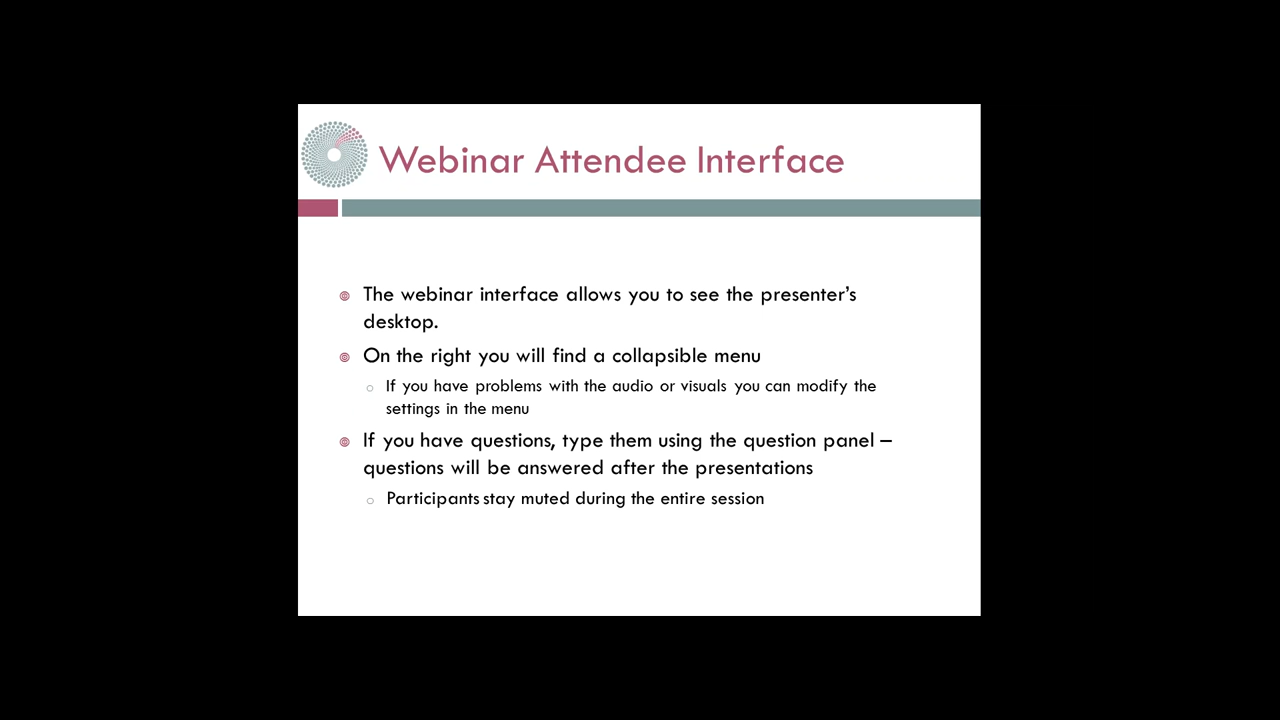 Webinar Attendee Interface
The webinar interface allows you to see the presenter’s
desktop.
On the right you will find a collapsible menu
If you have problems with the audio or visuals you can modify the
settings in the menu
If you have questions, type them using the question panel –
questions will be answered after the presentations
Participants stay muted during the entire session